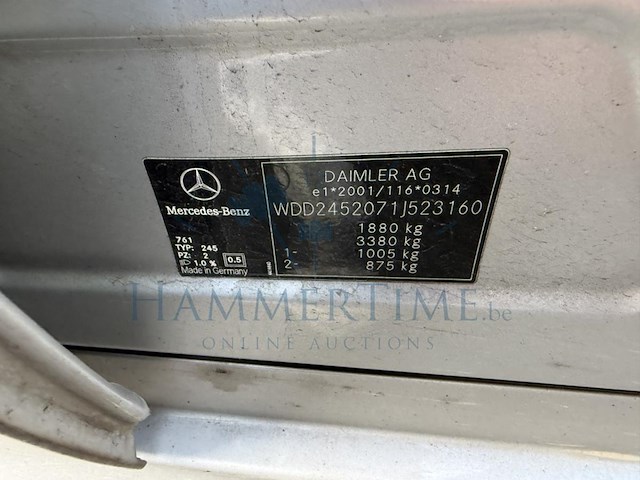 DAIMLER AG
e1*2001/116*0314
WDD2452071J523160
1880 kg
3380 kg
1- 1005 kg
2- 875 kg
Mercedes-Benz
761
TYP: 245
PZ: 2
1.0 % 0.5
Made in Germany
HAMMERTIME.be
ONLINE AUCTIONS